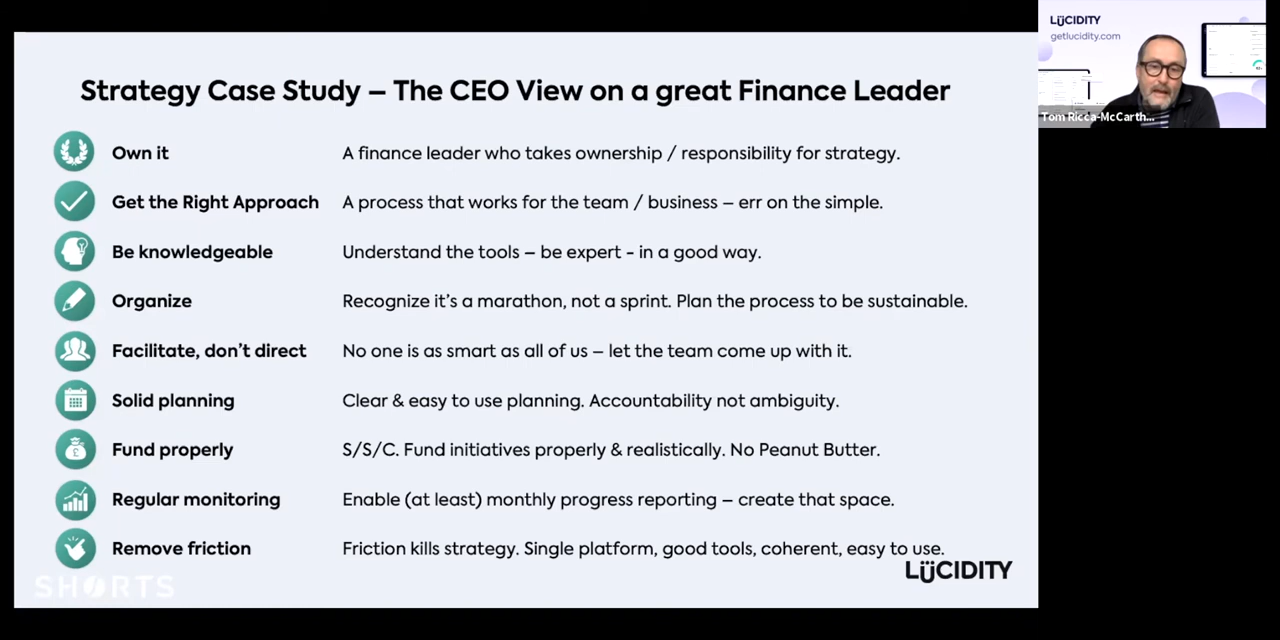 Strategy Case Study – The CEO View on a great Finance Leader
Own it A finance leader who takes ownership / responsibility for strategy.
Get the Right Approach A process that works for the team / business – err on the simple.
Be knowledgeable Understand the tools – be expert - in a good way.
Organize Recognize it's a marathon, not a sprint. Plan the process to be sustainable.
Facilitate, don't direct No one is as smart as all of us – let the team come up with it.
Solid planning Clear & easy to use planning. Accountability not ambiguity.
£
Fund properly S/S/C. Fund initiatives properly & realistically. No Peanut Butter.
Regular monitoring Enable (at least) monthly progress reporting – create that space.
Remove friction Friction kills strategy. Single platform, good tools, coherent, easy to use.
LÜCIDITY
SHORTS
LÜCIDITY
getlucidity.com
Tom Ricca-McCarth...